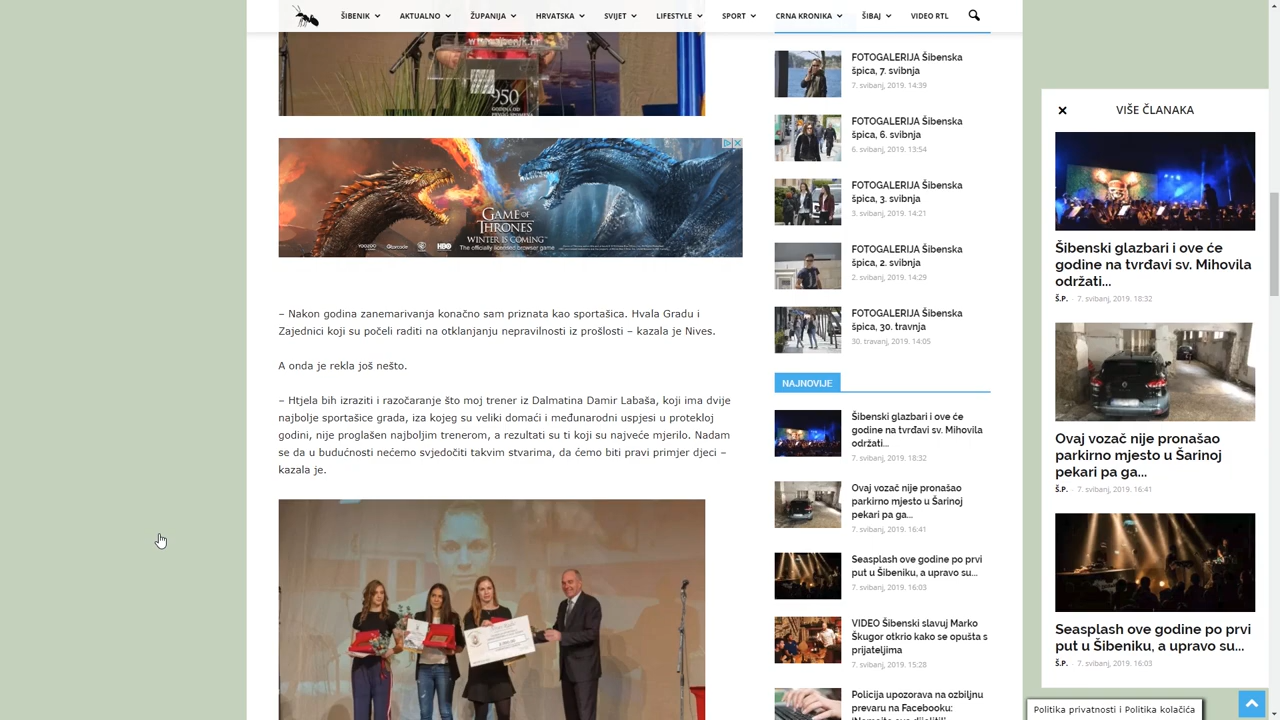 ŠIBENIK AKTUALNO ŽUPANIJA HRVATSKA SVIJET LIFESTYLE SPORT CRNA KRONIKA ŠIBAJ VIDEO RTL
950
GAME OF
THRONES
WINTER IS COMING™
The officially licensed browser game
– Nakon godina zanemarivanja konačno sam priznata kao sportašica. Hvala Gradu i
Zajednici koji su počeli raditi na otklanjanju nepravilnosti iz prošlosti – kazala je Nives.
A onda je rekla još nešto.
– Htjela bih izraziti i razočaranje što moj trener iz Dalmatina Damir Labaša, koji ima dvije
najbolje sportašice grada, iza kojeg su veliki domaći i međunarodni uspjesi u protekloj
godini, nije proglašen najboljim trenerom, a rezultati su ti koji su najveće mjerilo. Nadam
se da u budućnosti nećemo svjedočiti takvim stvarima, da ćemo biti pravi primjer djeci –
kazala je.
FOTOGALERIJA Šibenska
špica, 7. svibnja
7. svibanj, 2019. 14:39
FOTOGALERIJA Šibenska
špica, 6. svibnja
6. svibanj, 2019. 13:54
FOTOGALERIJA Šibenska
špica, 3. svibnja
3. svibanj, 2019. 14:21
FOTOGALERIJA Šibenska
špica, 2. svibnja
2. svibanj, 2019. 14:29
FOTOGALERIJA Šibenska
špica, 30. travnja
30. travanj, 2019. 14:05
NAJNOVIJE
Šibenski glazbari i ove će
godine na tvrđavi sv. Mihovila
održati...
7. svibanj, 2019. 18:32
Ovaj vozač nije pronašao
parkirno mjesto u Šarinoj
pekari pa ga...
7. svibanj, 2019. 16:41
Seasplash ove godine po prvi
put u Šibeniku, a upravo su...
7. svibanj, 2019. 16:03
VIDEO Šibenski slavuj Marko
Škugor otkrio kako se opušta s
prijateljima
7. svibanj, 2019. 15:28
Policija upozorava na ozbiljnu
prevaru na Facebooku:
VIŠE ČLANAKA
Šibenski glazbari i ove će
godine na tvrđavi sv. Mihovila
održati...
Š.P. - 7. svibanj, 2019. 18:32
Ovaj vozač nije pronašao
parkirno mjesto u Šarinoj
pekari pa ga...
Š.P. - 7. svibanj, 2019. 16:41
Seasplash ove godine po prvi
put u Šibeniku, a upravo su...
Š.P. - 7. svibanj, 2019. 16:03
Politika privatnosti i Politika kolačića